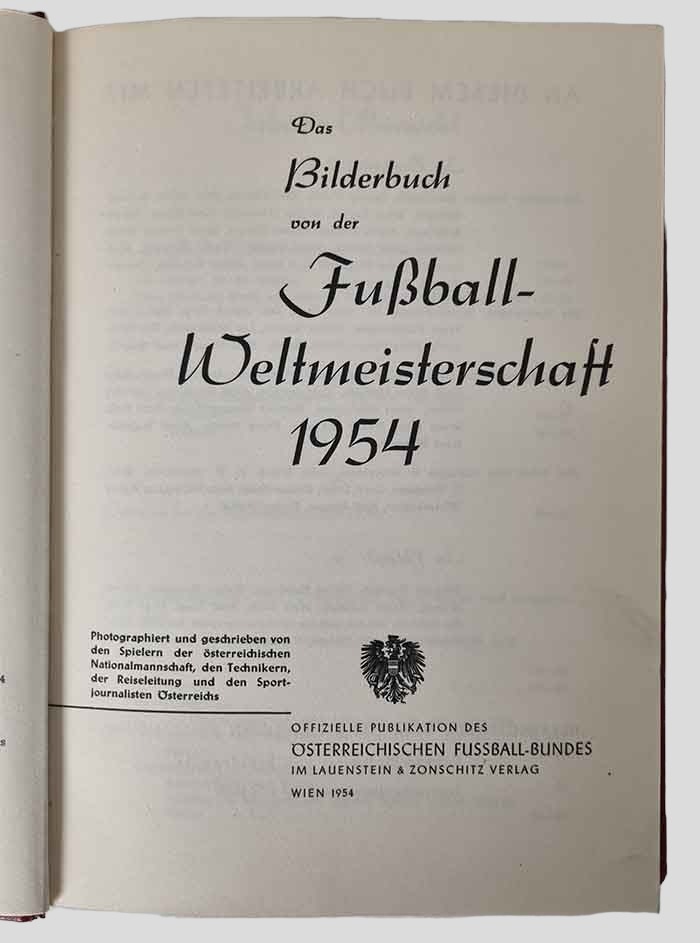 Das
Bilderbuch
von der
Fußball-
Weltmeisterschaft
1954
Photographiert und geschrieben von
den Spielern der österreichischen
Nationalmannschaft, den Technikern,
der Reiseleitung und den Sport-
journalisten Österreichs
OFFIZIELLE PUBLIKATION DES
ÖSTERREICHISCHEN FUSSBALL-BUNDES
IM LAUENSTEIN & ZONSCHITZ VERLAG
WIEN 1954